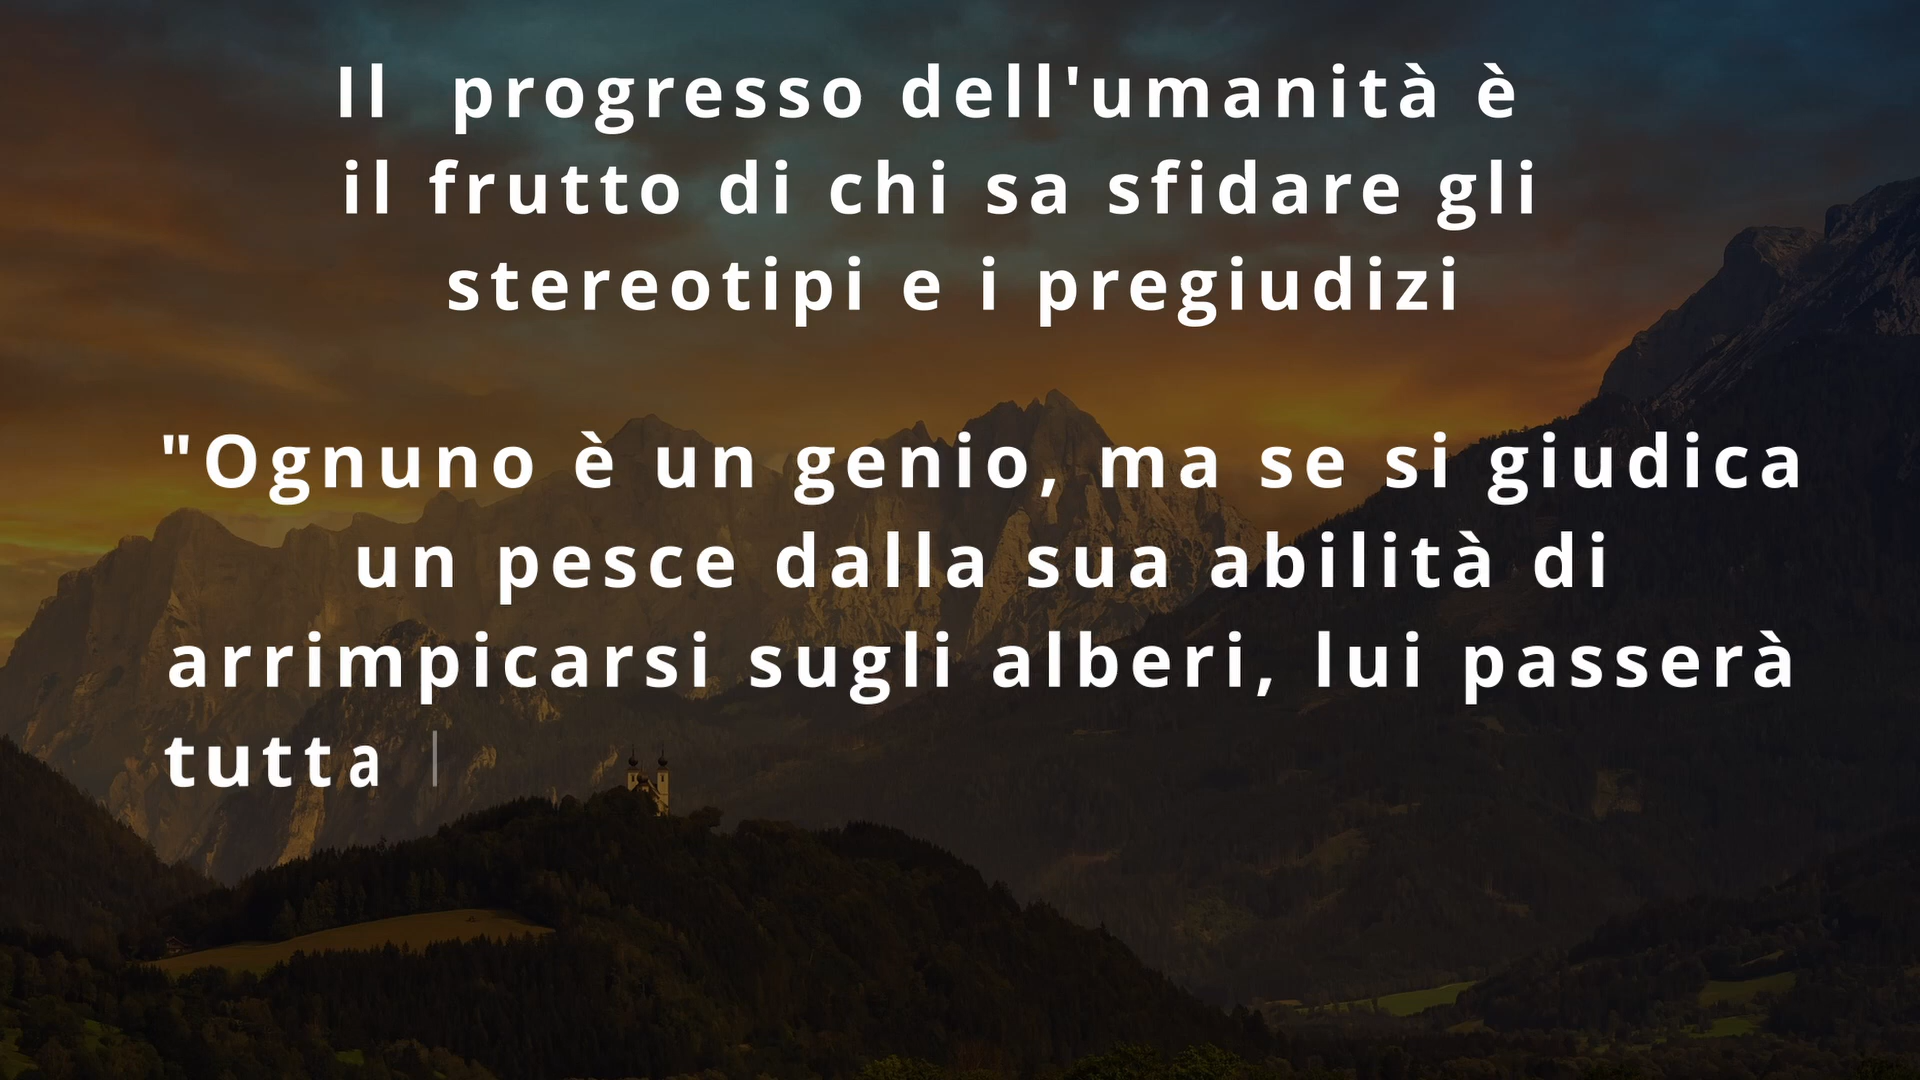 Il  progresso dell'umanità è
il frutto di chi sa sfidare gli
stereotipi e i pregiudizi
"Ognuno è un genio, ma se si giudica
un pesce dalla sua abilità di
arrimpicarsi sugli alberi, lui passerà
tutta